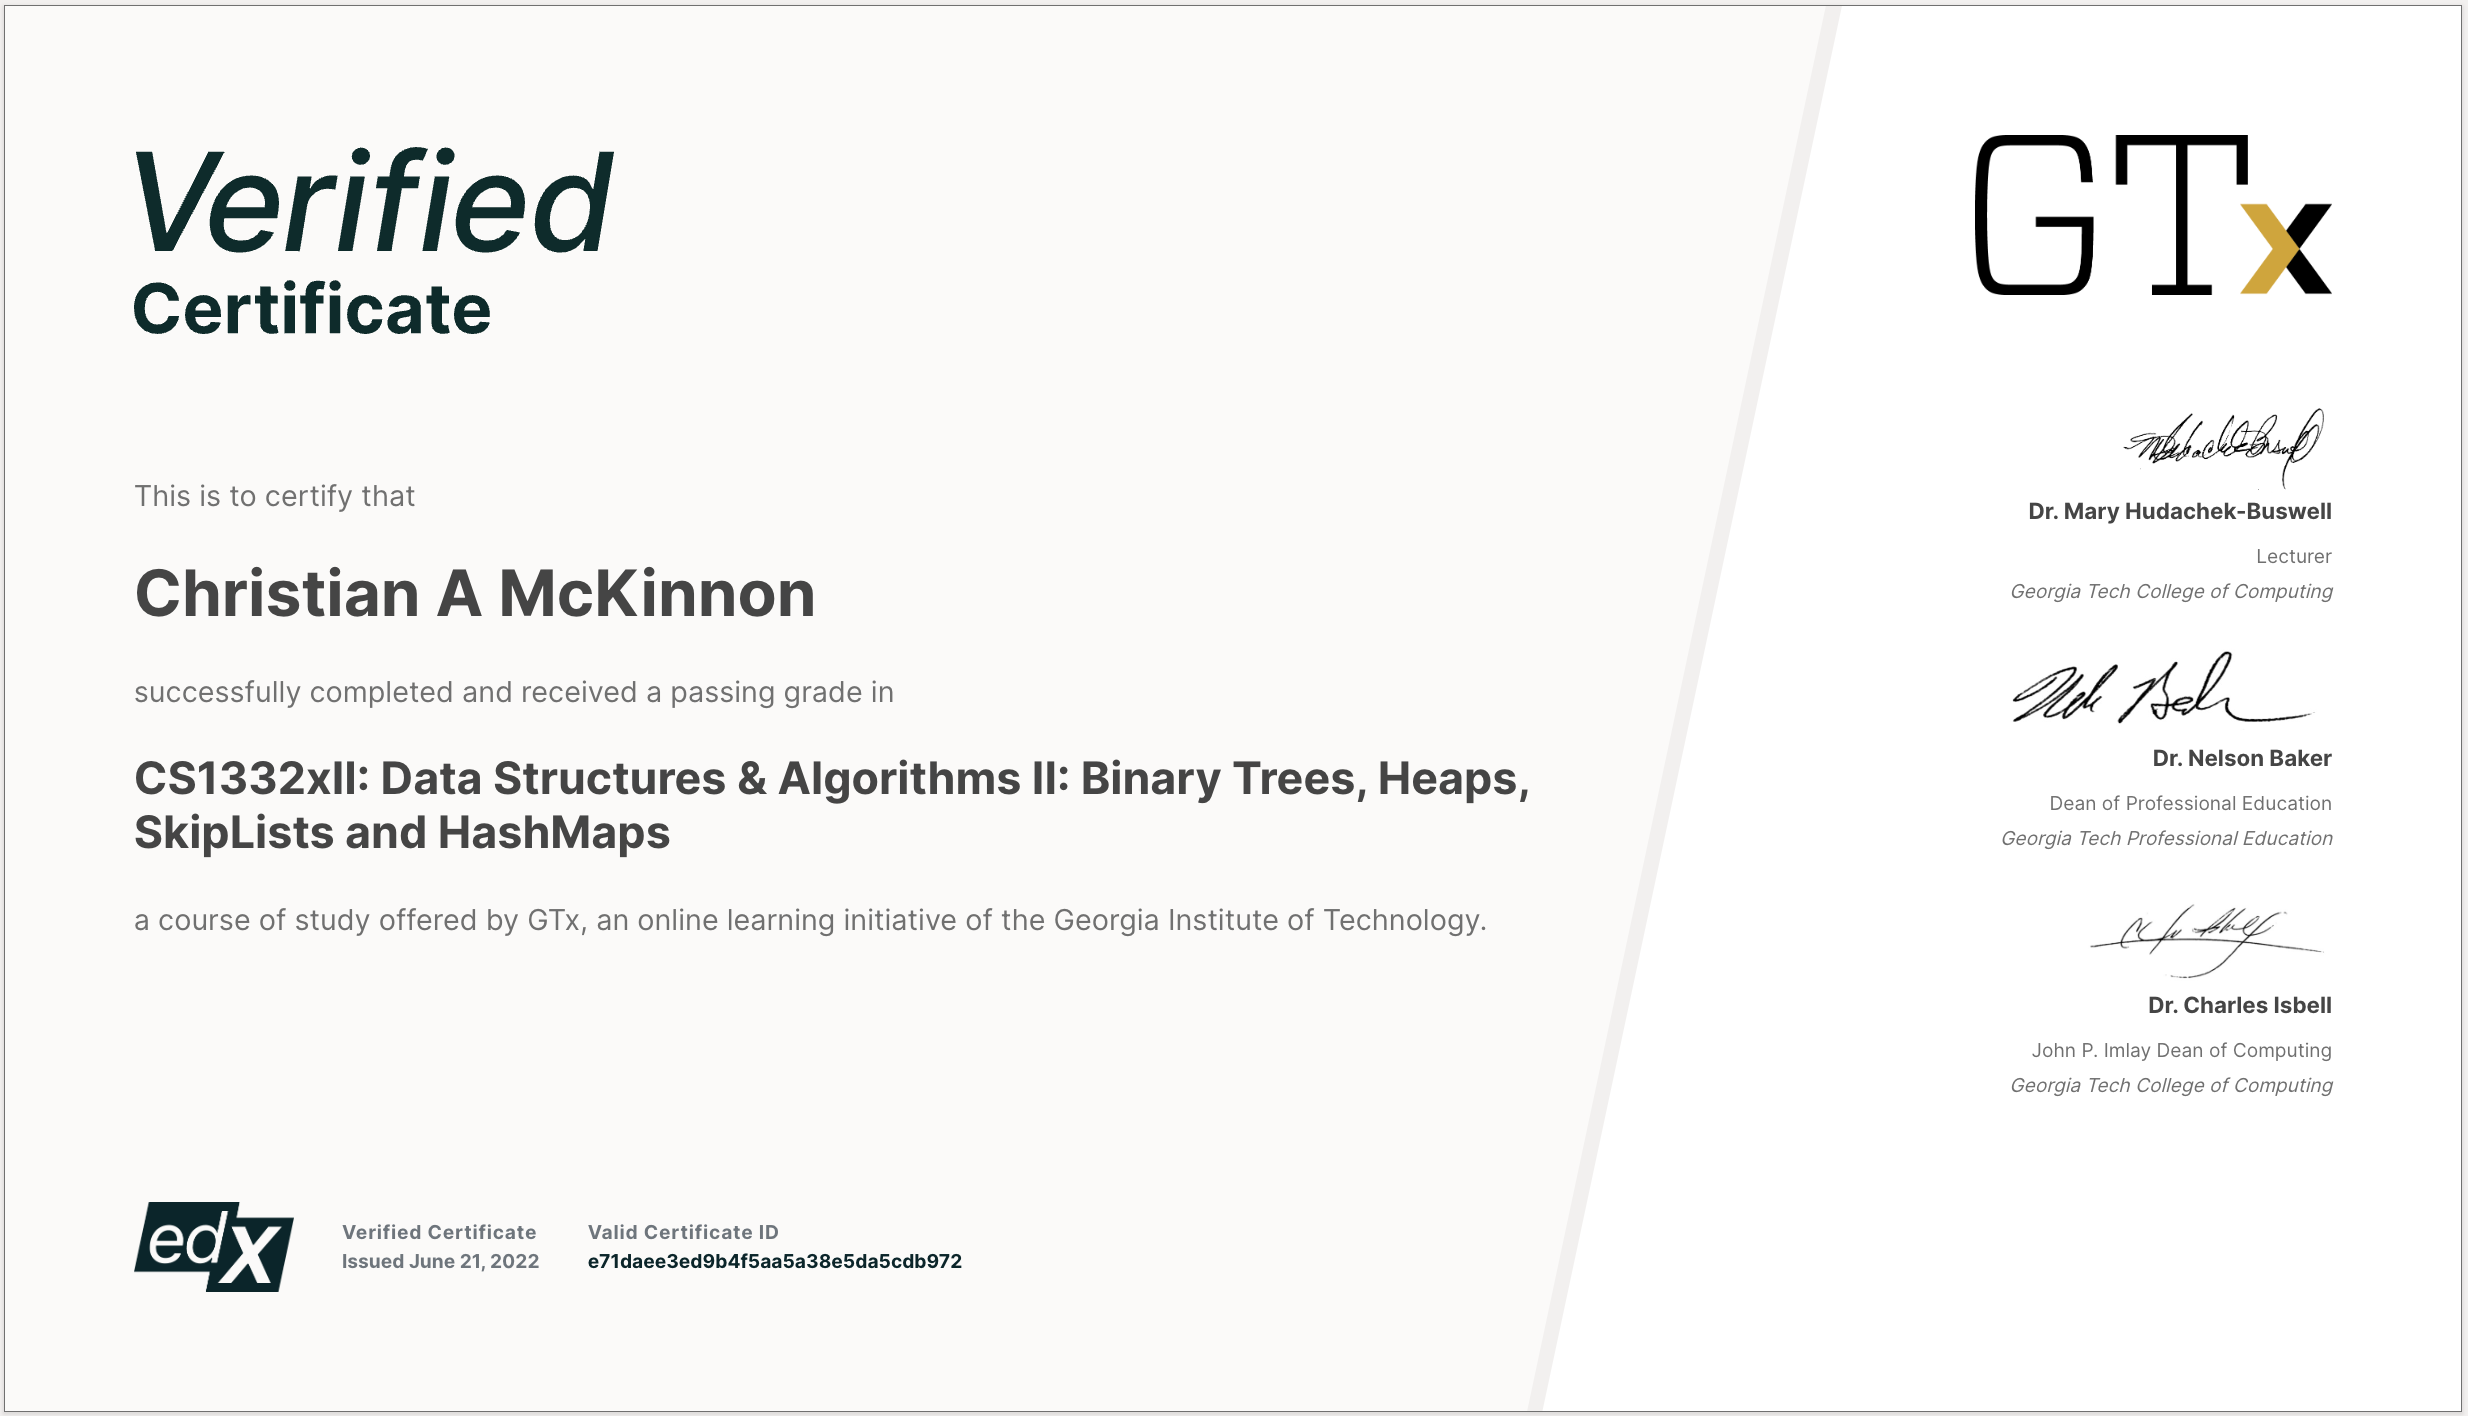 Verified
Certificate
This is to certify that
Christian A McKinnon
successfully completed and received a passing grade in
CS1332xII: Data Structures & Algorithms II: Binary Trees, Heaps,
SkipLists and HashMaps
a course of study offered by GTx, an online learning initiative of the Georgia Institute of Technology.
edX
Verified Certificate
Issued June 21, 2022
Valid Certificate ID
e71daee3ed9b4f5aa5a38e5da5cdb972
GTx
Dr. Mary Hudachek-Buswell
Lecturer
Georgia Tech College of Computing
Dr. Nelson Baker
Dean of Professional Education
Georgia Tech Professional Education
Dr. Charles Isbell
John P. Imlay Dean of Computing
Georgia Tech College of Computing